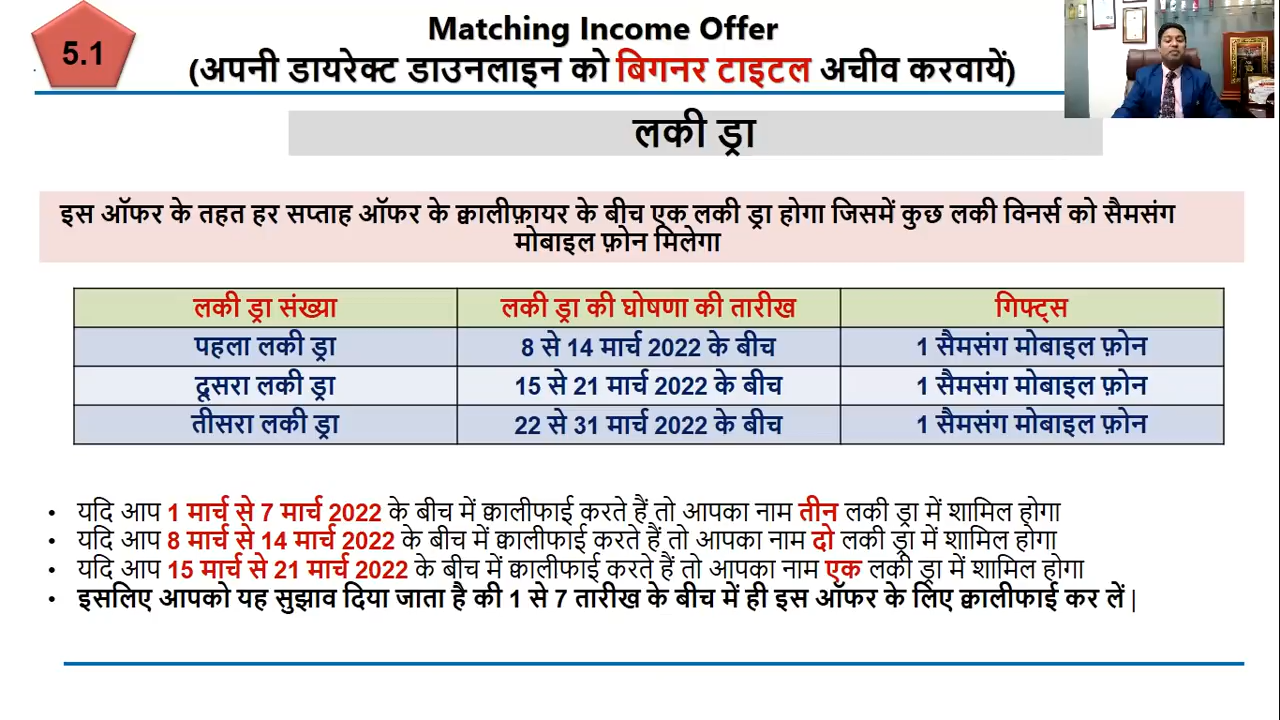 5.1
Matching Income Offer
(अपनी डायरेक्ट डाउनलाइन को बिगनर टाइटल अचीव करवायें)
लकी ड्रा
इस ऑफर के तहत हर सप्ताह ऑफर के क्वालीफ़ायर के बीच एक लकी ड्रा होगा जिसमें कुछ लकी विनर्स को सैमसंग
मोबाइल फ़ोन मिलेगा
लकी ड्रा संख्या लकी ड्रा की घोषणा की तारीख गिफ्ट्स
पहला लकी ड्रा 8 से 14 मार्च 2022 के बीच 1 सैमसंग मोबाइल फ़ोन
दूसरा लकी ड्रा 15 से 21 मार्च 2022 के बीच 1 सैमसंग मोबाइल फ़ोन
तीसरा लकी ड्रा 22 से 31 मार्च 2022 के बीच 1 सैमसंग मोबाइल फ़ोन
• यदि आप 1 मार्च से 7 मार्च 2022 के बीच में क्वालीफाई करते हैं तो आपका नाम तीन लकी ड्रा में शामिल होगा
• यदि आप 8 मार्च से 14 मार्च 2022 के बीच में क्वालीफाई करते हैं तो आपका नाम दो लकी ड्रा में शामिल होगा
• यदि आप 15 मार्च से 21 मार्च 2022 के बीच में क्वालीफाई करते हैं तो आपका नाम एक लकी ड्रा में शामिल होगा
• इसलिए आपको यह सुझाव दिया जाता है की 1 से 7 तारीख के बीच में ही इस ऑफर के लिए क्वालीफाई कर लें |